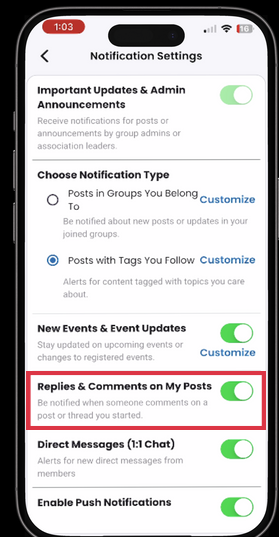 1:03
16
Notification Settings
Important Updates & Admin
Announcements
Receive notifications for posts or
announcements by group admins or
association leaders.
Choose Notification Type
Posts in Groups You Belong
To
Customize
Be notified about new posts or updates in your
joined groups.
Posts with Tags You Follow Customize
Alerts for content tagged with topics you care
about.
New Events & Event Updates
Stay updated on upcoming events or
changes to registered events.
Customize
Replies & Comments on My Posts
Be notified when someone comments on a
post or thread you started.
Direct Messages (1:1 Chat)
Alerts for new direct messages from
members
Enable Push Notifications